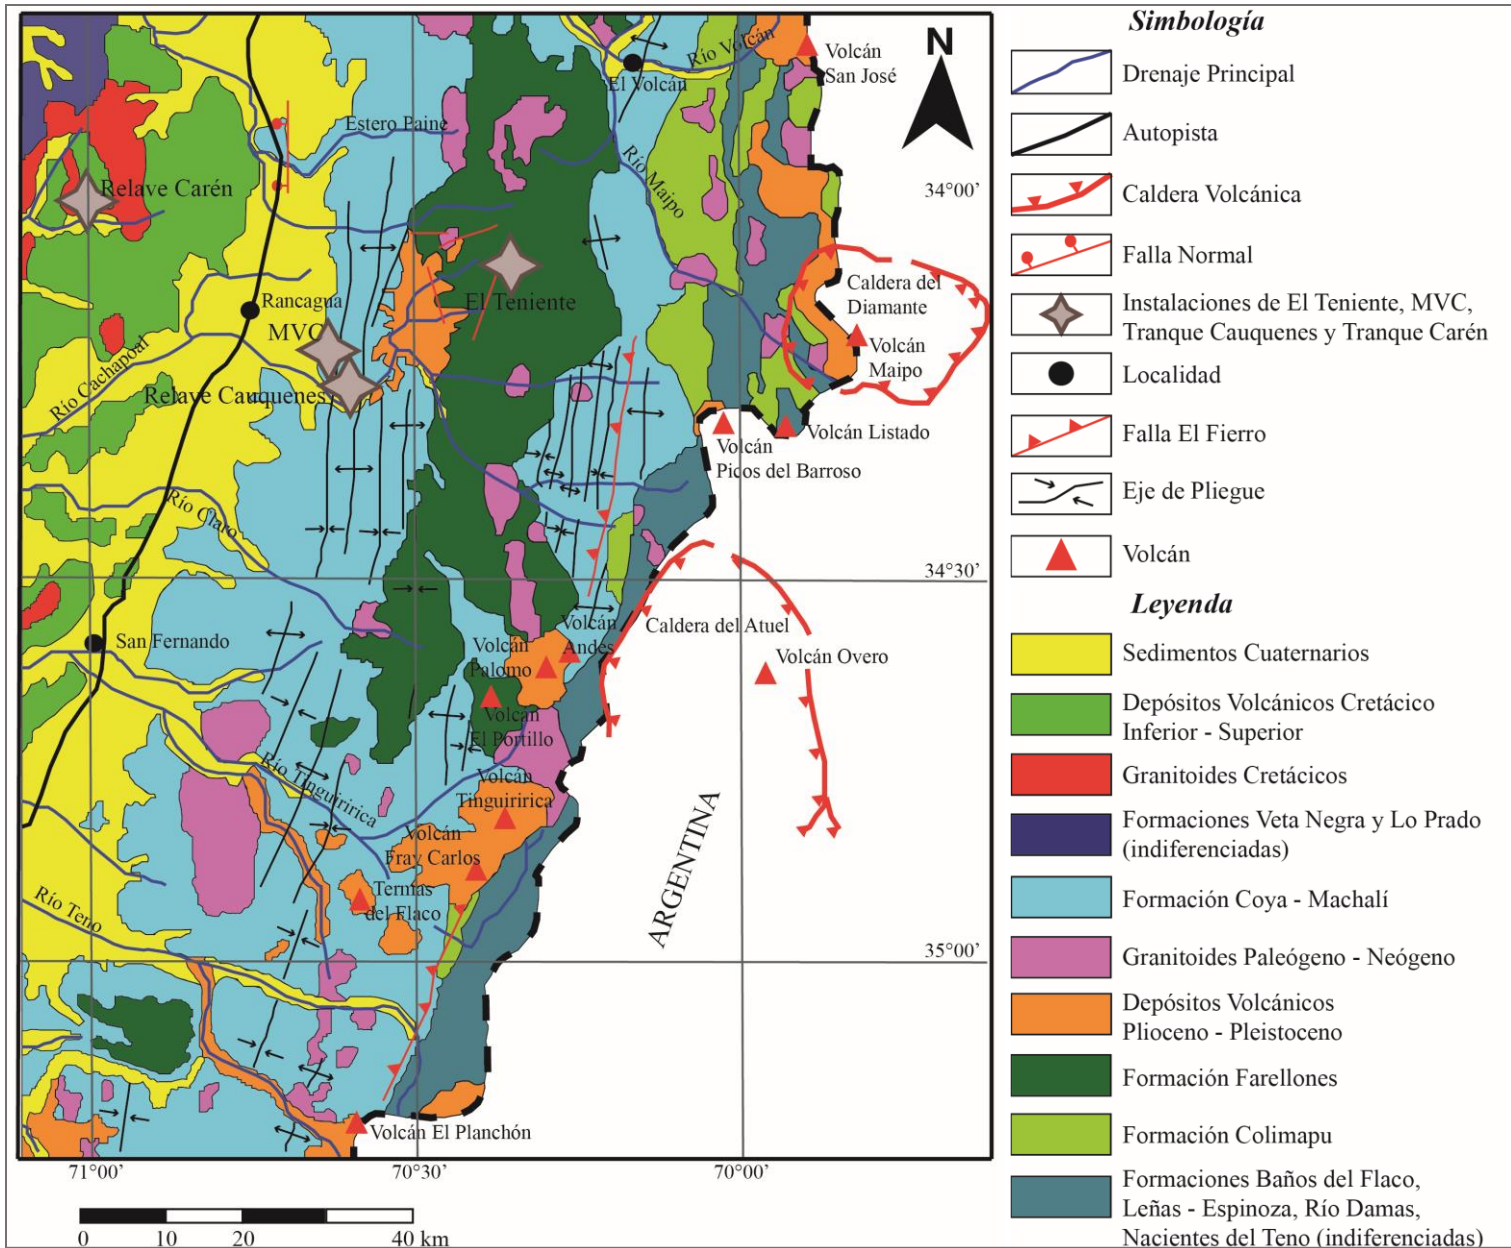 N
Volcán
San José
Río Volcán
El Volcán
Estero Paine
Río Maipo
34°00'
Relave Carén
Caldera del
Diamante
El Teniente
Rancagua
MVC
Volcán
Maipo
Río Cachapoal
Relave Cauquenes
Volcán Listado
Volcán
Picos del Barroso
Río Claro
34°30'
Caldera del Atuel
San Fernando
Volcán
Andes
Volcán
Palomo
Volcán Overo
Volcán
El Portillo
Río Tinguiririca
Volcán
Tinguiririca
Volcán
Fray Carlos
ARGENTINA
Termas
del Flaco
Río Teno
35°00'
Volcán El Planchón
71°00'
70°30'
70°00'
0 10 20 40 km
Simbología
Drenaje Principal
Autopista
Caldera Volcánica
Falla Normal
Instalaciones de El Teniente, MVC,
Tranque Cauquenes y Tranque Carén
Localidad
Falla El Fierro
Eje de Pliegue
Volcán
Leyenda
Sedimentos Cuaternarios
Depósitos Volcánicos Cretácico
Inferior - Superior
Granitoides Cretácicos
Formaciones Veta Negra y Lo Prado
(indiferenciadas)
Formación Coya - Machalí
Granitoides Paleógeno - Neógeno
Depósitos Volcánicos
Plioceno - Pleistoceno
Formación Farellones
Formación Colimapu
Formaciones Baños del Flaco,
Leñas - Espinoza, Río Damas,
Nacientes del Teno (indiferenciadas)